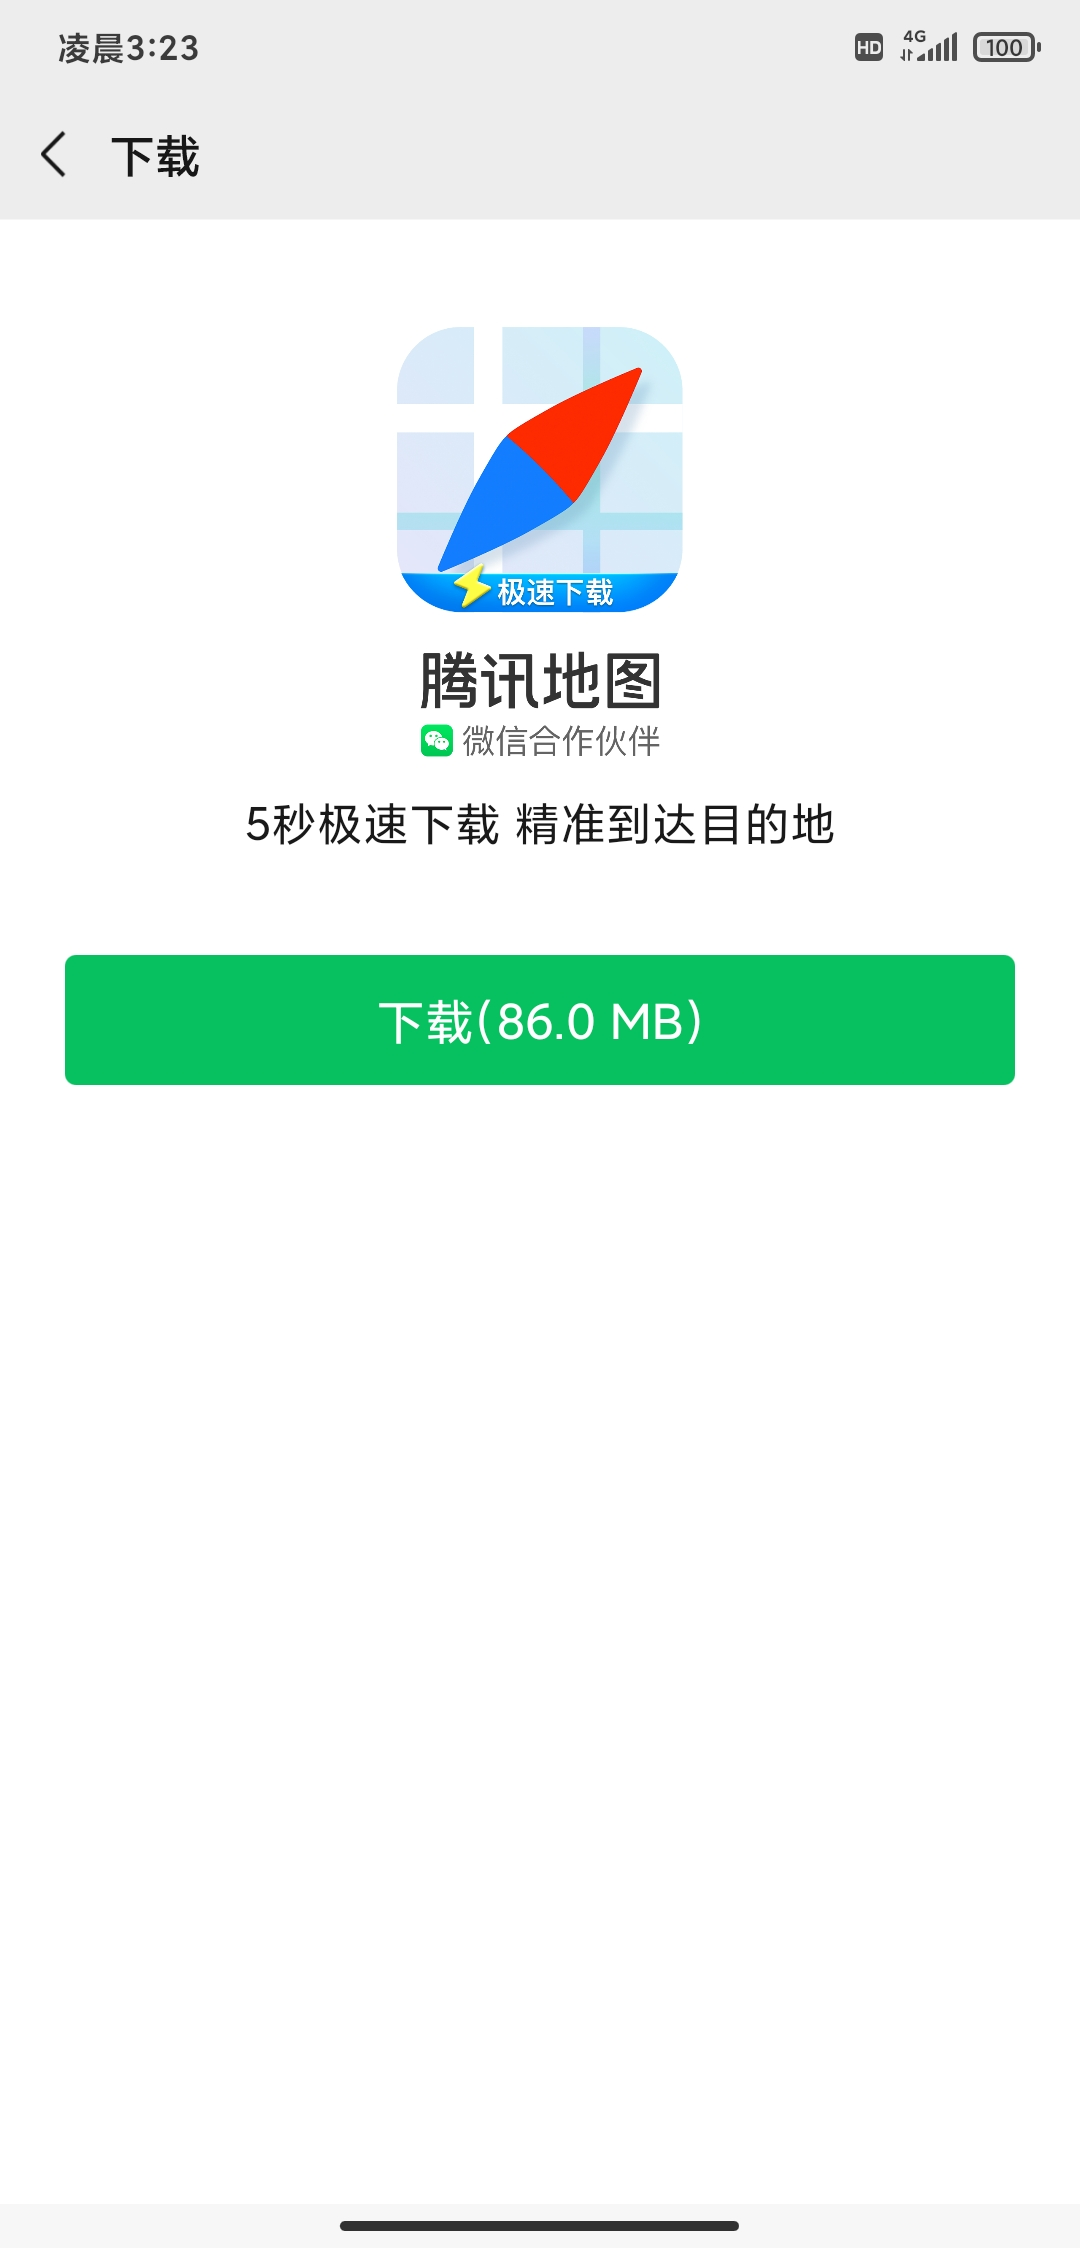 凌晨3:23
HD 4G 100
下载
极速下载
腾讯地图
微信合作伙伴
5秒极速下载 精准到达目的地
下载(86.0 MB)